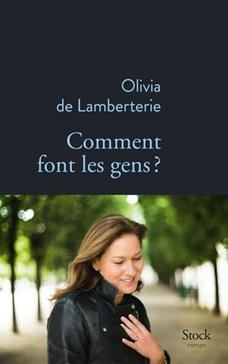 Olivia
de Lamberterie
Comment
font les gens ?
Stock
roman